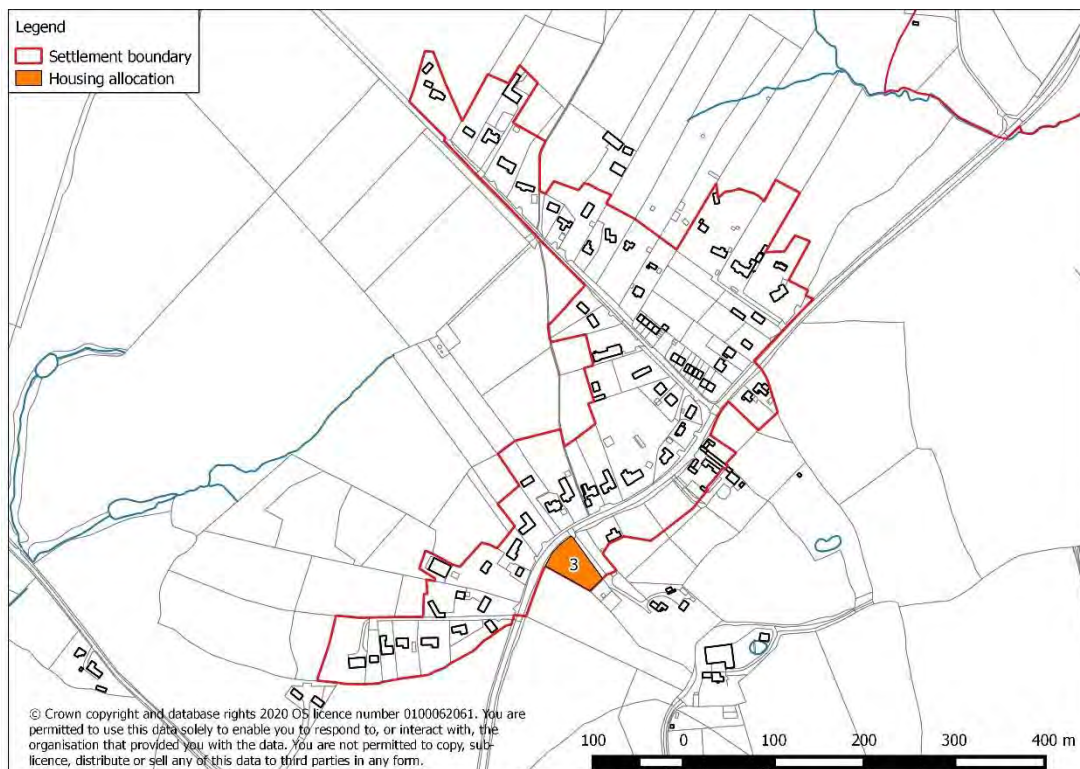 Legend
Settlement boundary
Housing allocation
3
© Crown copyright and database rights 2020 OS licence number 0100062061. You are
permitted to use this data solely to enable you to respond to, or interact with, the
organisation that provided you with the data. You are not permitted to copy, sub-
licence, distribute or sell any of this data to third parties in any form.
100 0 100 200 300 400 m